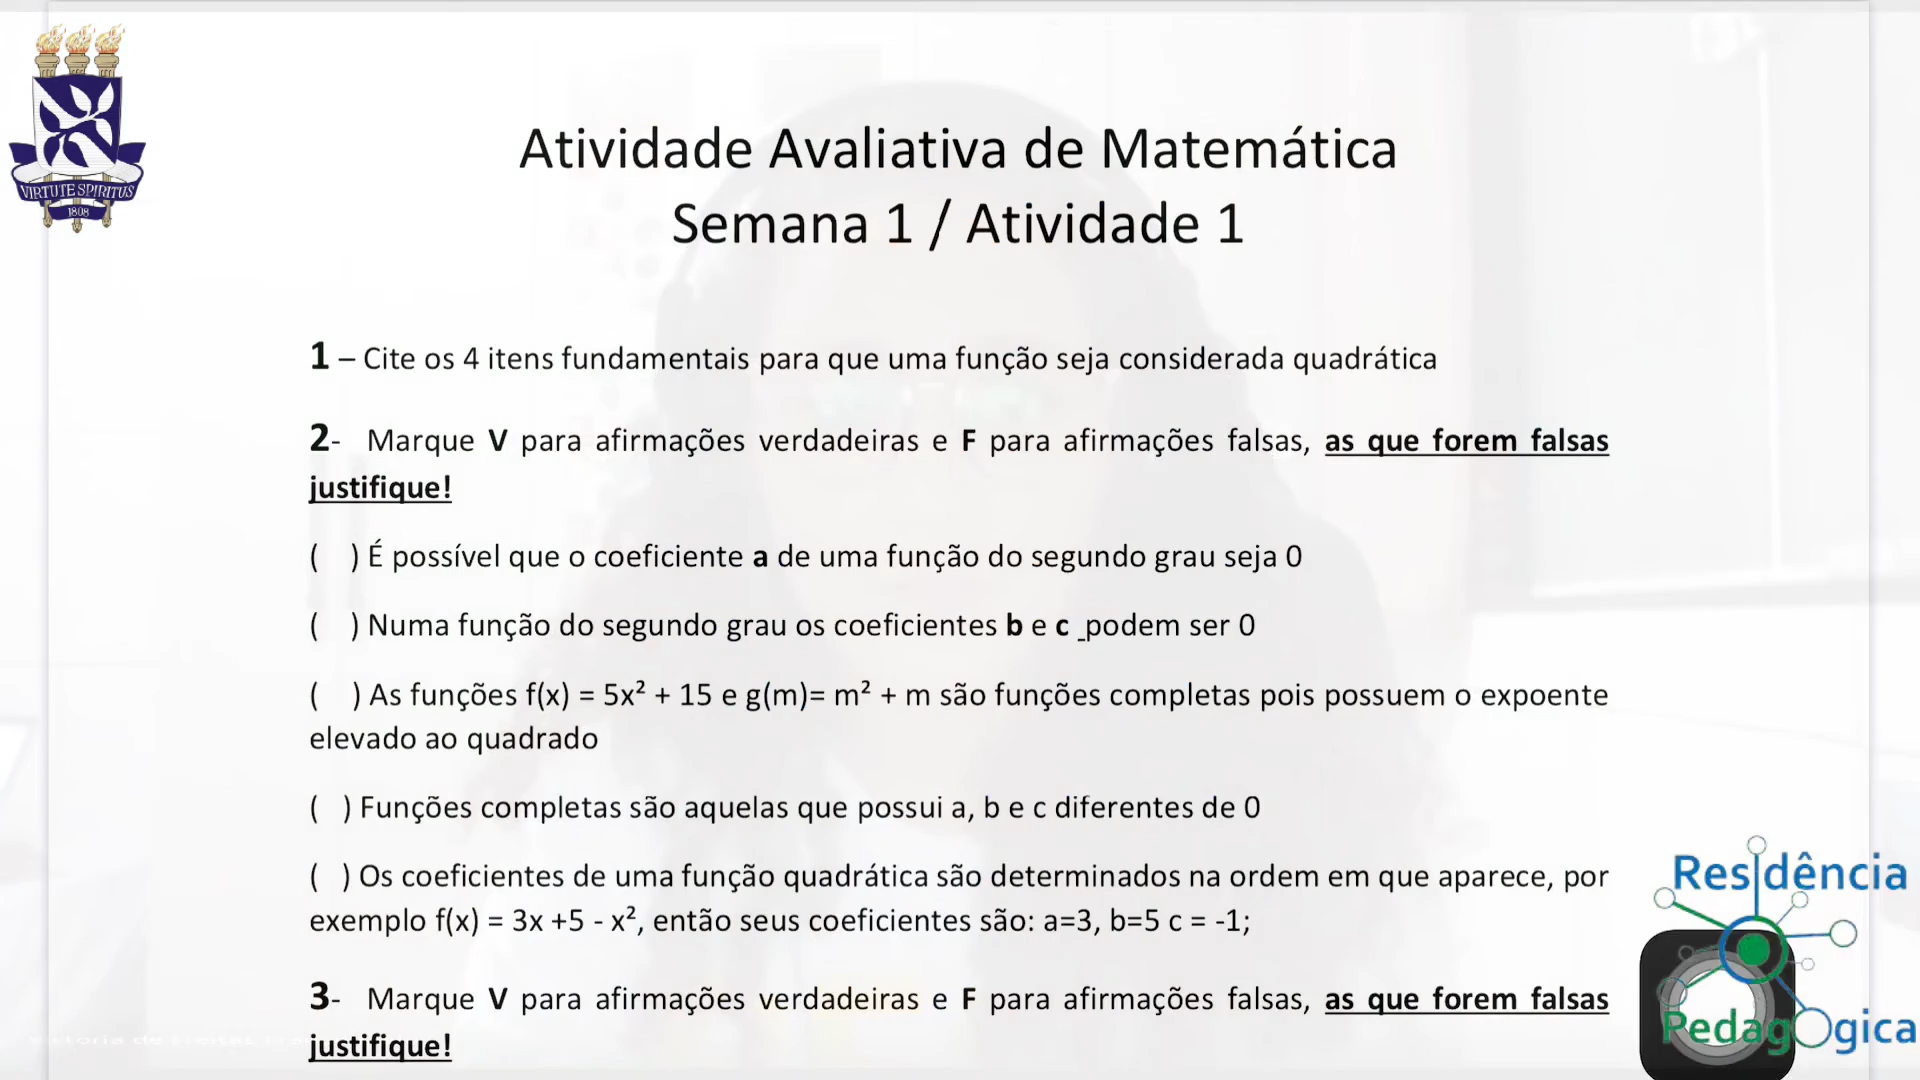 VIRTUTE SPIRITUS
1808
Atividade Avaliativa de Matemática
Semana 1 / Atividade 1
1 – Cite os 4 itens fundamentais para que uma função seja considerada quadrática
2- Marque V para afirmações verdadeiras e F para afirmações falsas, as que forem falsas
justifique!
( ) É possível que o coeficiente a de uma função do segundo grau seja 0
( ) Numa função do segundo grau os coeficientes b e c podem ser 0
( ) As funções f(x) = 5x² + 15 e g(m)= m² + m são funções completas pois possuem o expoente
elevado ao quadrado
( ) Funções completas são aquelas que possui a, b e c diferentes de 0
( ) Os coeficientes de uma função quadrática são determinados na ordem em que aparece, por
exemplo f(x) = 3x +5 - x², então seus coeficientes são: a=3, b=5 c = -1;
3- Marque V para afirmações verdadeiras e F para afirmações falsas, as que forem falsas
justifique!
Residência
Pedagógica